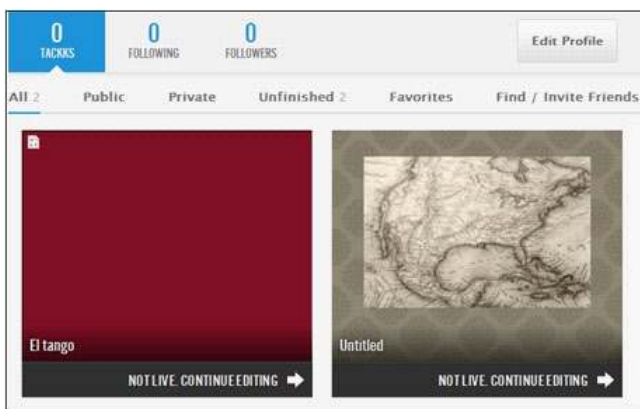 0 0 0
TACKKS FOLLOWING FOLLOWERS Edit Profile
All 2 Public Private Unfinished 2 Favorites Find / Invite Friends
El tango Untitled
NOT LIVE. CONTINUE EDITING NOT LIVE. CONTINUE EDITING